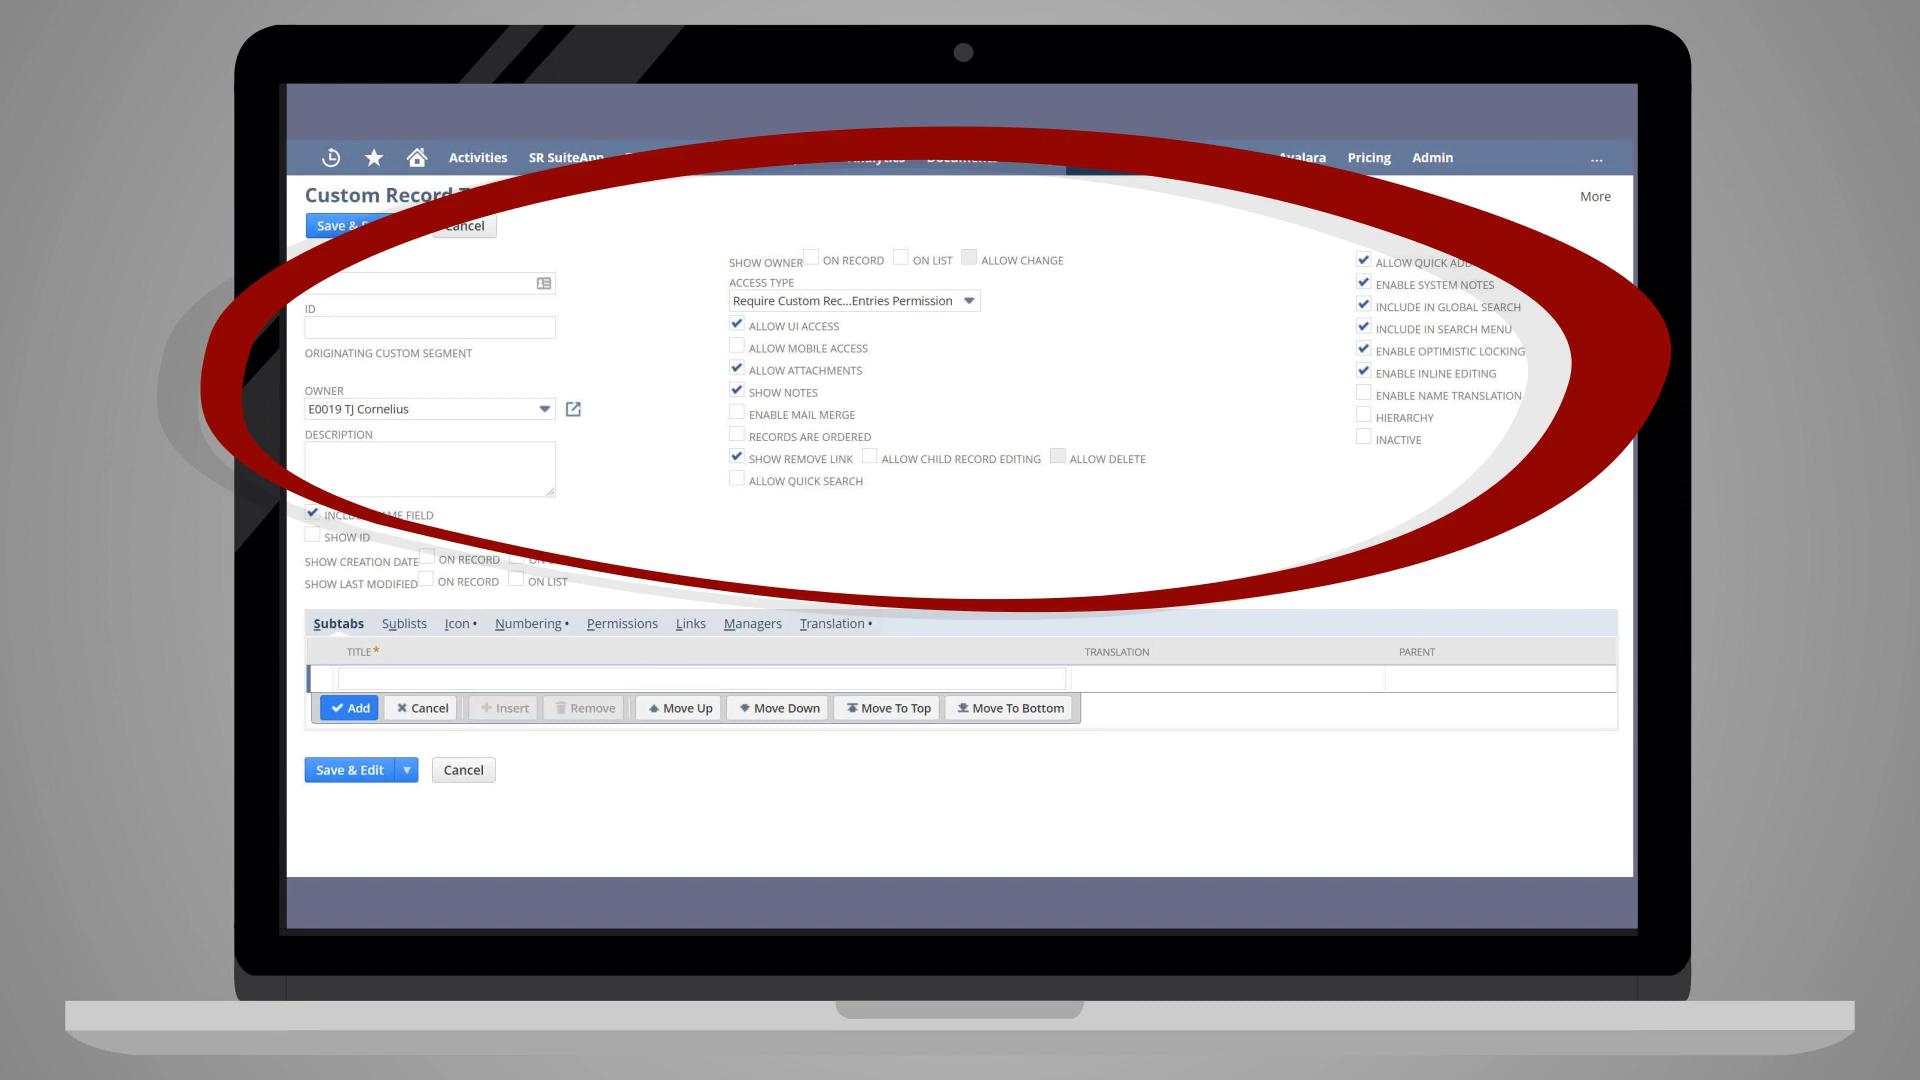 Activities SR SuiteApp Analytics Documents Avalara Pricing Admin ...
Custom Record
More
Save & Cancel
SHOW OWNER ON RECORD ON LIST ALLOW CHANGE
ACCESS TYPE
Require Custom Rec...Entries Permission
ALLOW UI ACCESS
ALLOW MOBILE ACCESS
ALLOW ATTACHMENTS
SHOW NOTES
ENABLE MAIL MERGE
RECORDS ARE ORDERED
SHOW REMOVE LINK ALLOW CHILD RECORD EDITING ALLOW DELETE
ALLOW QUICK SEARCH
ALLOW QUICK ADD
ENABLE SYSTEM NOTES
INCLUDE IN GLOBAL SEARCH
INCLUDE IN SEARCH MENU
ENABLE OPTIMISTIC LOCKING
ENABLE INLINE EDITING
ENABLE NAME TRANSLATION
HIERARCHY
INACTIVE
ID
ORIGINATING CUSTOM SEGMENT
OWNER
E0019 TJ Cornelius
DESCRIPTION
INCLUDE NAME FIELD
SHOW ID
SHOW CREATION DATE ON RECORD ON
SHOW LAST MODIFIED ON RECORD ON LIST
Subtabs Sublists Icon • Numbering • Permissions Links Managers Translation •
TITLE* TRANSLATION PARENT
Add Cancel Insert Remove Move Up Move Down Move To Top Move To Bottom
Save & Edit Cancel